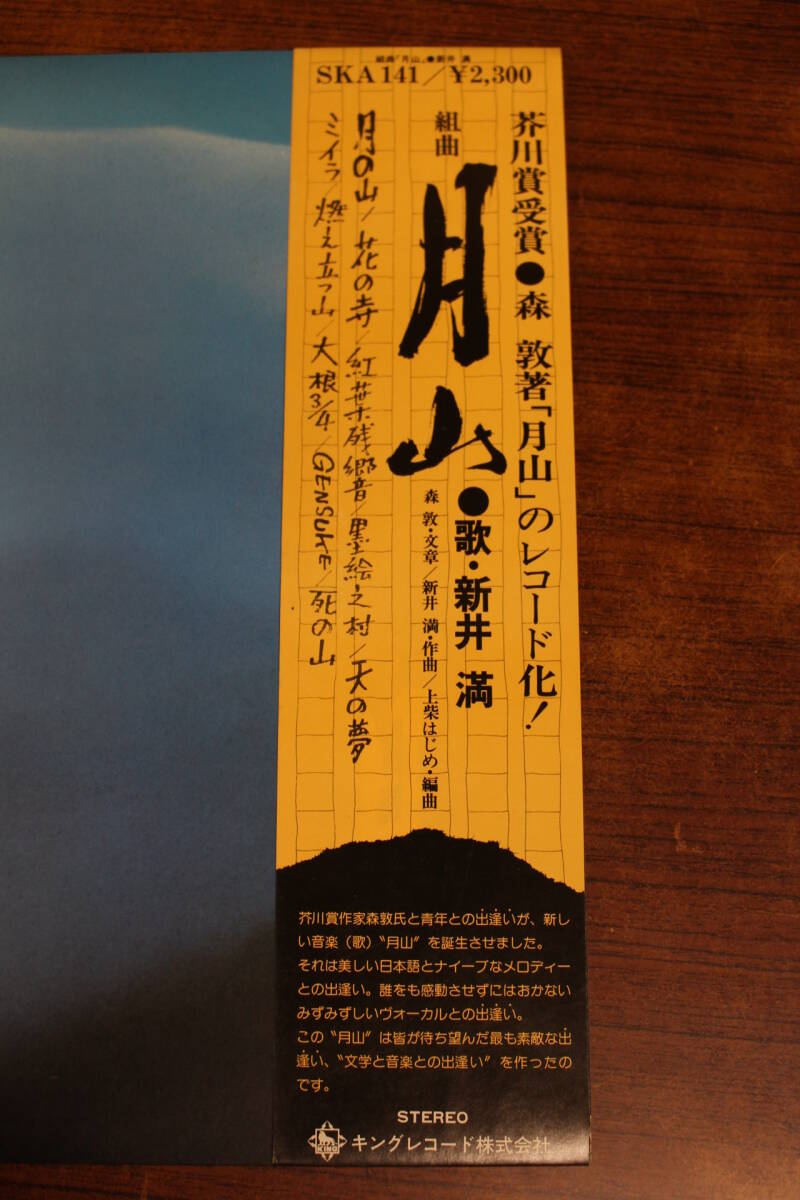 組曲「月山」●新井 満
SKA 141／¥2,300
芥川賞受賞●森 敦著「月山」のレコード化！
組曲
月山●歌・新井 満
森 敦・文章／新井 満・作曲／上柴はじめ・編曲
月の山／花の寺／紅葉残郷音／墨絵之村／天の夢
ミイラ／燃え立つ山／大根3/4／GENSUKE／死の山
芥川賞作家森敦氏と青年との出逢いが、新し
い音楽（歌）〝月山〟を誕生させました。
それは美しい日本語とナイーブなメロディー
との出逢い。誰をも感動させずにはおかない
みずみずしいヴォーカルとの出逢い。
この〝月山〟は皆が待ち望んだ最も素敵な出
逢い、〝文学と音楽との出逢い〟を作ったの
です。
STEREO
KING
キングレコード株式会社